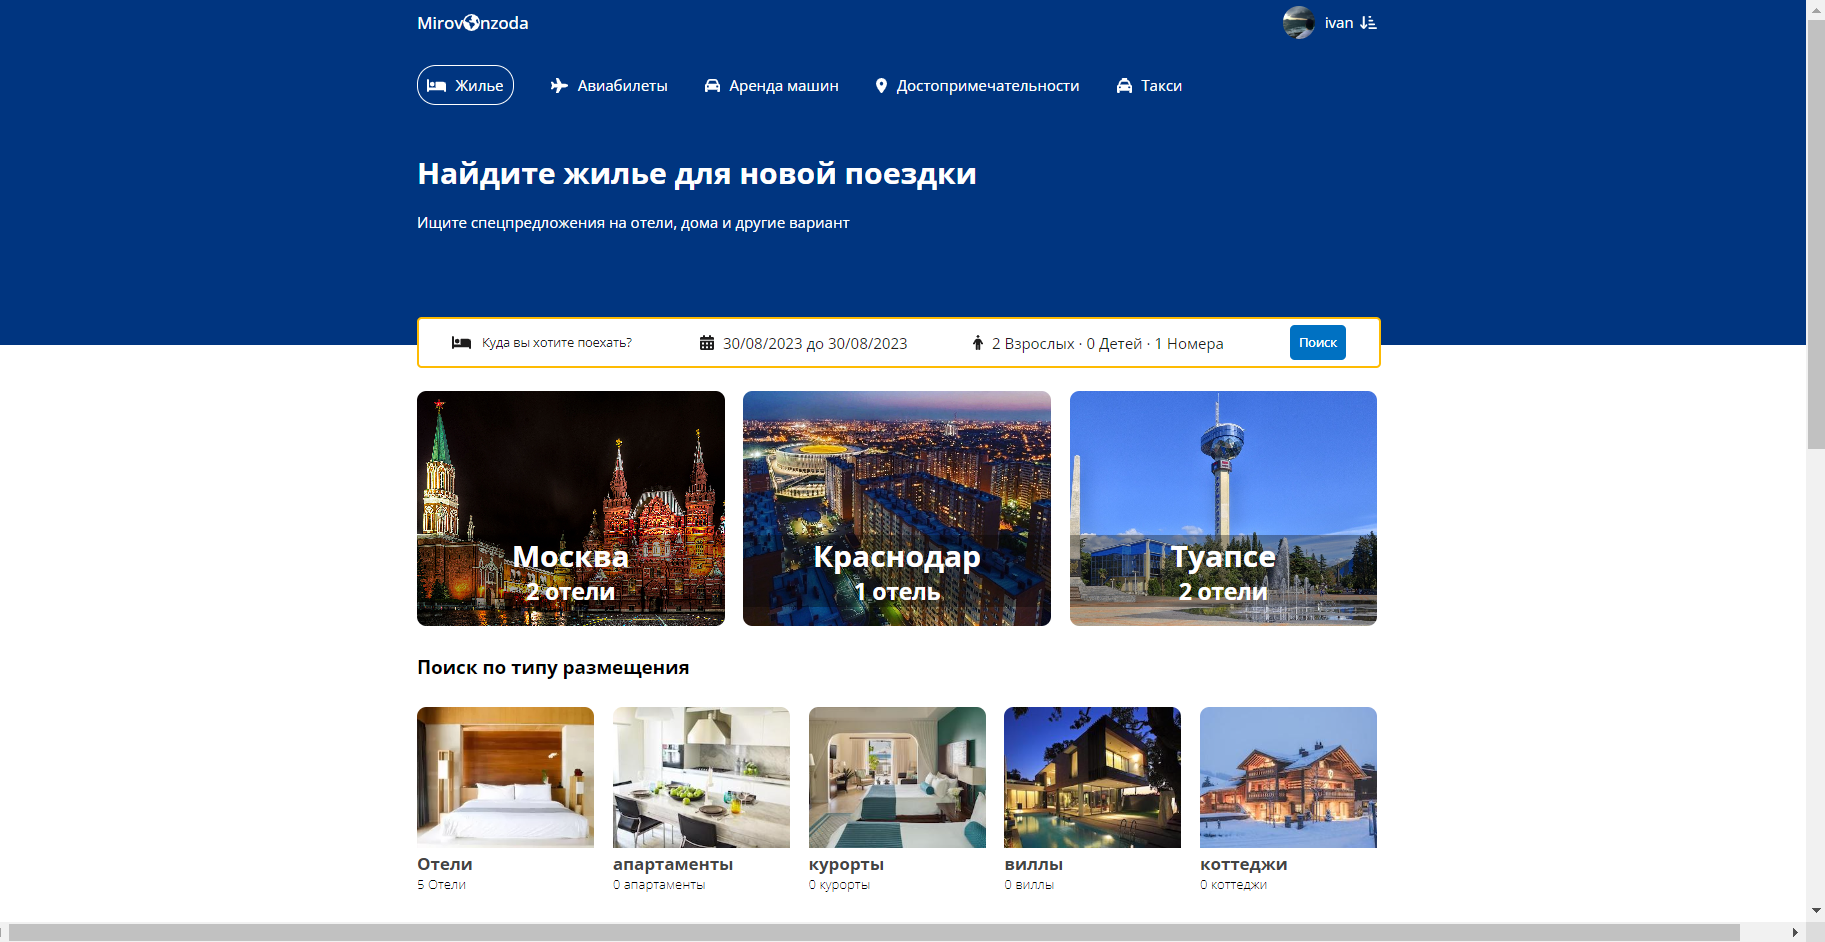 Mirovonzoda
ivan
Жилье Авиабилеты Аренда машин Достопримечательности Такси
Найдите жилье для новой поездки
Ищите спецпредложения на отели, дома и другие вариант
Куда вы хотите поехать? 30/08/2023 до 30/08/2023 2 Взрослых · 0 Детей · 1 Номера Поиск
Москва
2 отели
Краснодар
1 отель
Туапсе
2 отели
Поиск по типу размещения
Отели
5 Отели
апартаменты
0 апартаменты
курорты
0 курорты
виллы
0 виллы
коттеджи
0 коттеджи